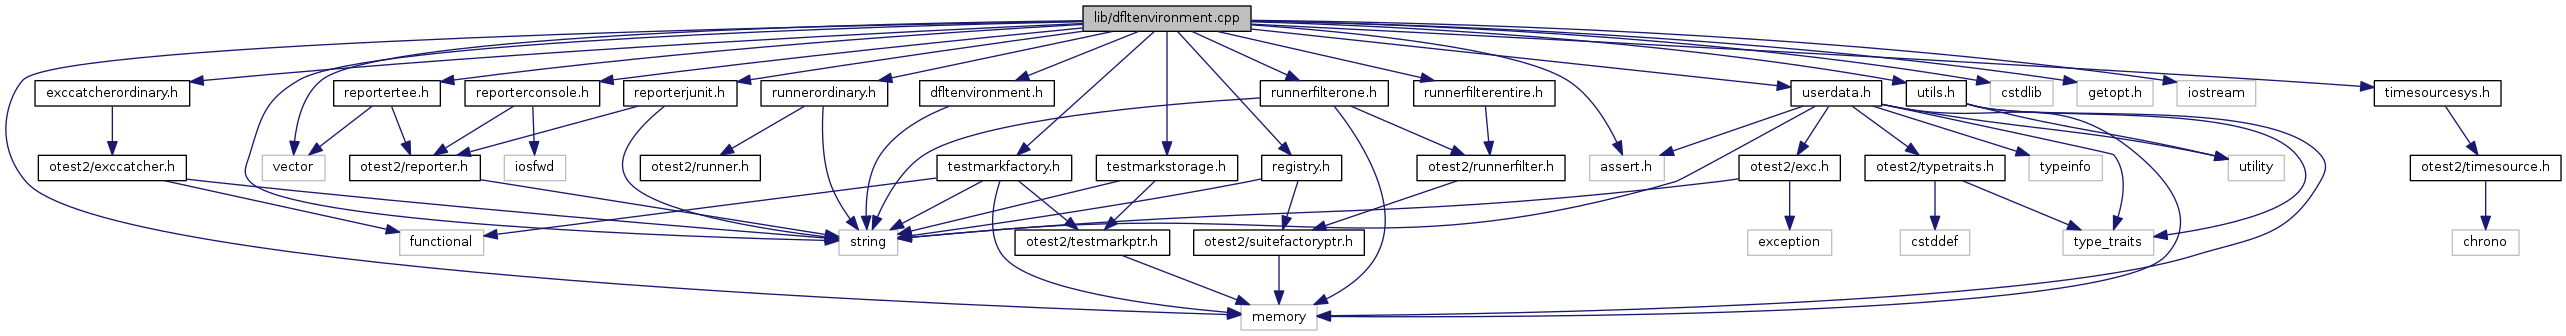 lib/dfltenvironment.cpp
exccatcherordinary.h
reportertee.h
reporterconsole.h
reporterjunit.h
runnerordinary.h
dfltenvironment.h
runnerfilterone.h
runnerfilterentire.h
userdata.h
utils.h
cstdlib
getopt.h
iostream
timesourcesys.h
otest2/exccatcher.h
vector
otest2/reporter.h
iosfwd
otest2/runner.h
testmarkfactory.h
testmarkstorage.h
registry.h
otest2/runnerfilter.h
assert.h
otest2/exc.h
otest2/typetraits.h
typeinfo
utility
otest2/timesource.h
functional
string
otest2/testmarkptr.h
otest2/suitefactoryptr.h
exception
cstddef
type_traits
chrono
memory